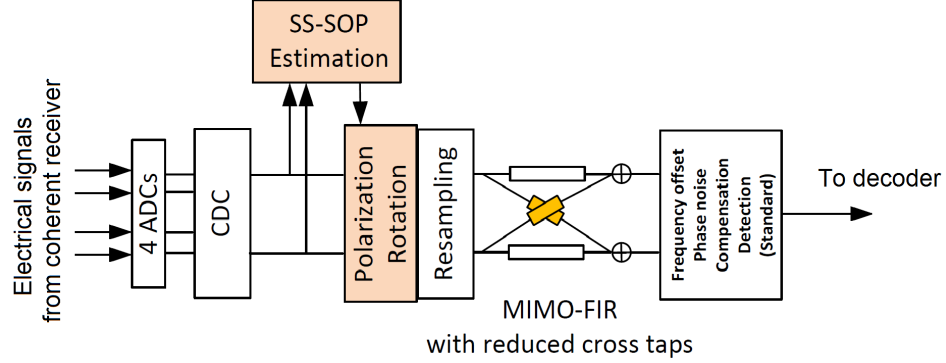 SS-SOP
Estimation
Electrical signals
from coherent receiver
4 ADCs
CDC
Polarization
Rotation
Resampling
MIMO-FIR
with reduced cross taps
Frequency offset
Phase noise
Compensation
Detection
(Standard)
To decoder